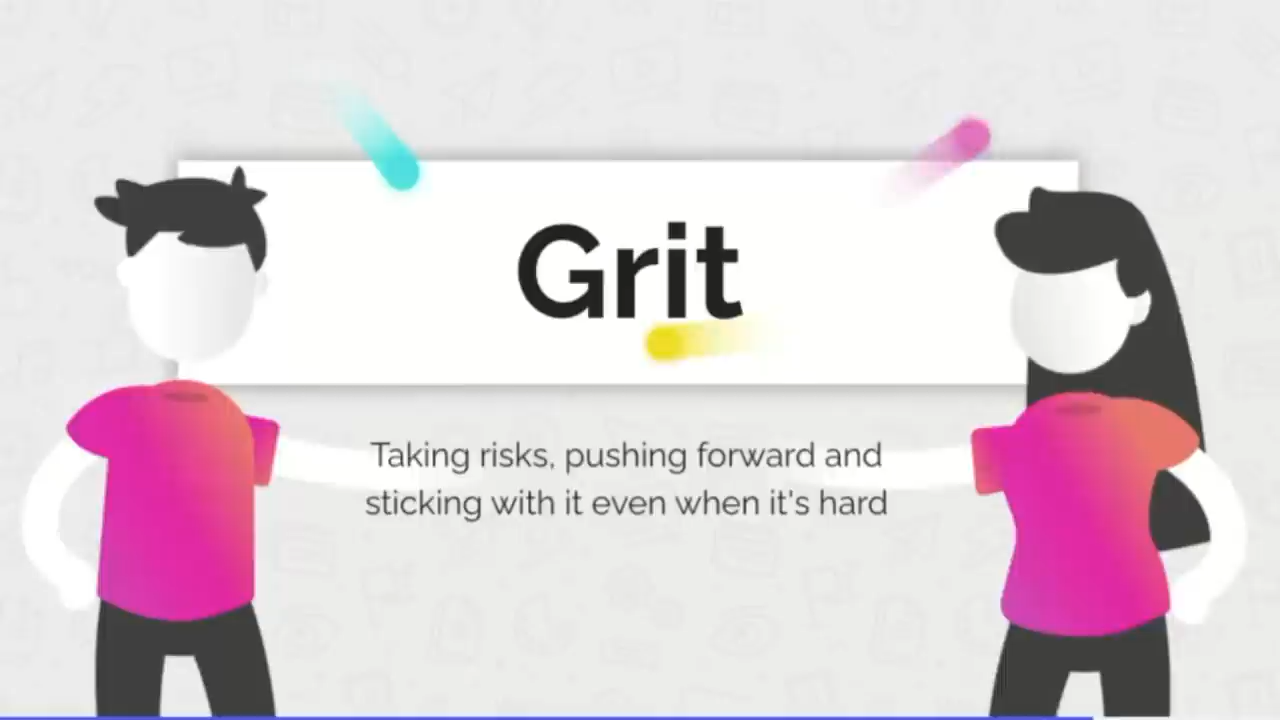 Grit
Taking risks, pushing forward and
sticking with it even when it's hard